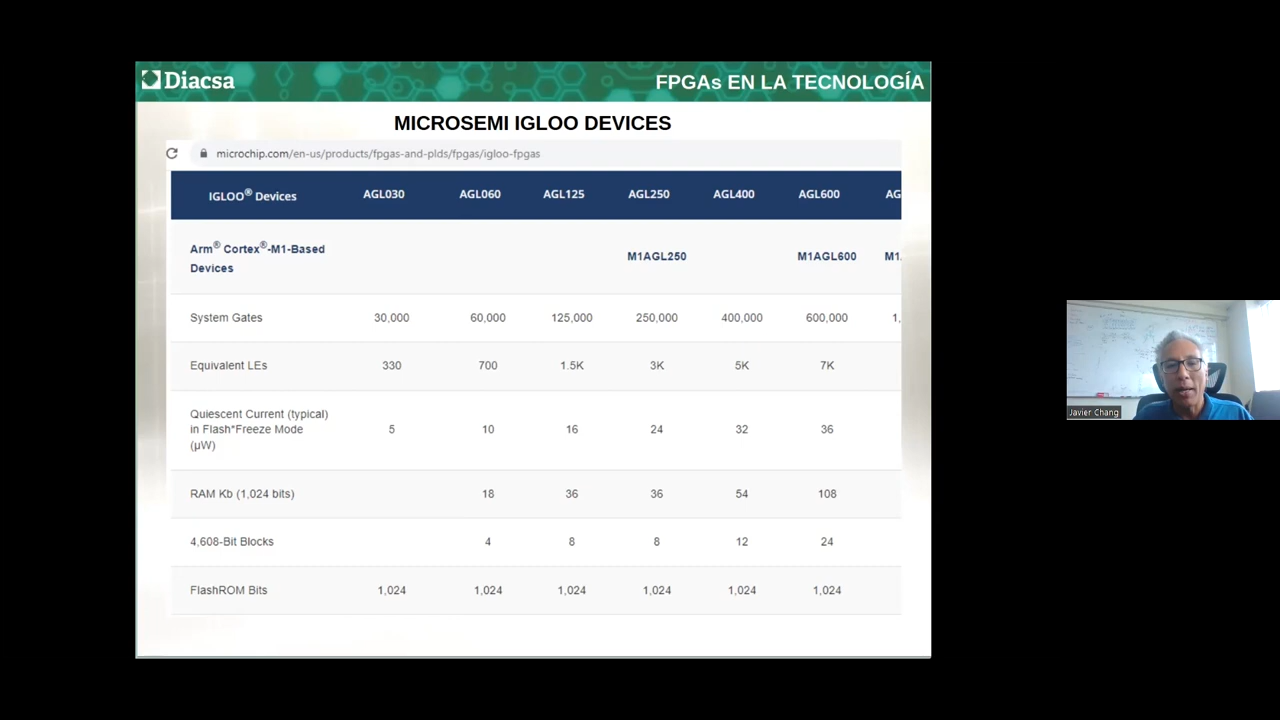 Diacsa
FPGAs EN LA TECNOLOGÍA
MICROSEMI IGLOO DEVICES
microchip.com/en-us/products/fpgas-and-plds/fpgas/igloo-fpgas
IGLOO® Devices AGL030 AGL060 AGL125 AGL250 AGL400 AGL600 AG
Arm® Cortex®-M1-Based
Devices M1AGL250 M1AGL600 M1
System Gates 30,000 60,000 125,000 250,000 400,000 600,000 1,
Equivalent LEs 330 700 1.5K 3K 5K 7K
Quiescent Current (typical)
in Flash*Freeze Mode 5 10 16 24 32 36
(µW)
RAM Kb (1,024 bits) 18 36 36 54 108
4,608-Bit Blocks 4 8 8 12 24
FlashROM Bits 1,024 1,024 1,024 1,024 1,024 1,024
Javier Chang